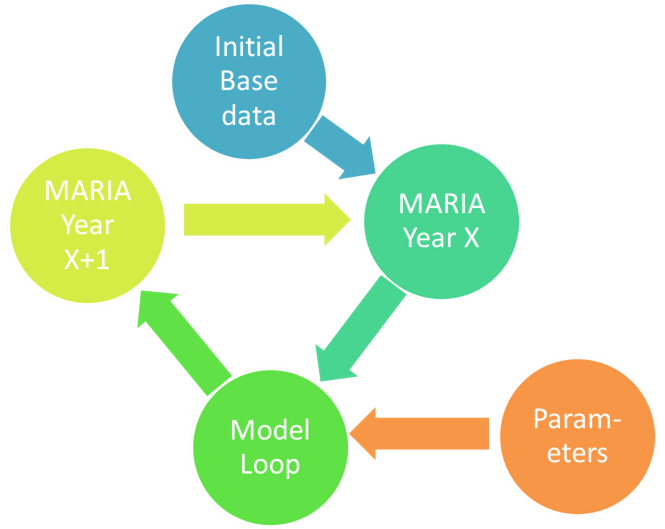 Initial
Base
data
MARIA
Year
X+1
MARIA
Year X
Model
Loop
Param-
eters